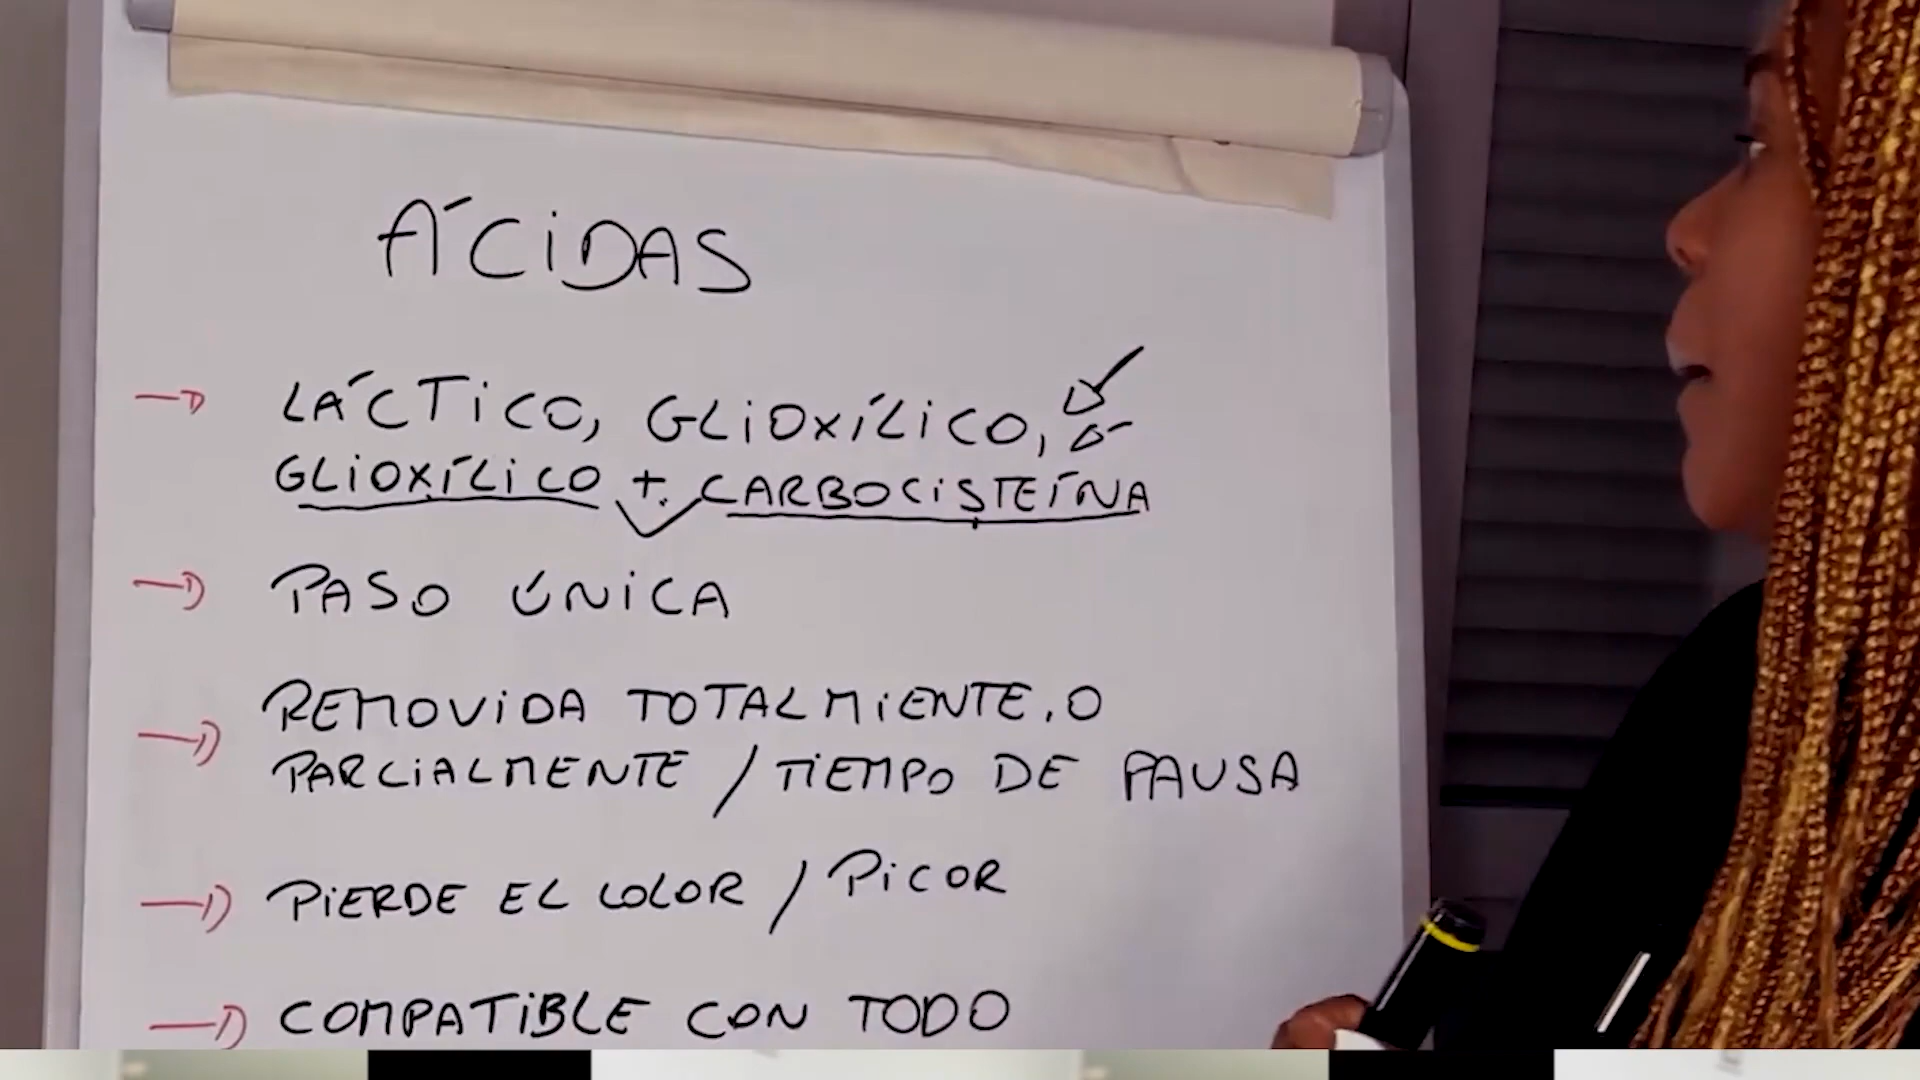 ÁCIDAS
LÁCTICO, GLIOXÍLICO,
GLIOXÍLICO + CARBOCISTEÍNA
PASO ÚNICA
REMOVIDA TOTALMIENTE, O
PARCIALMENTE / TIEMPO DE PAUSA
PIERDE EL COLOR / PICOR
COMPATIBLE CON TODO